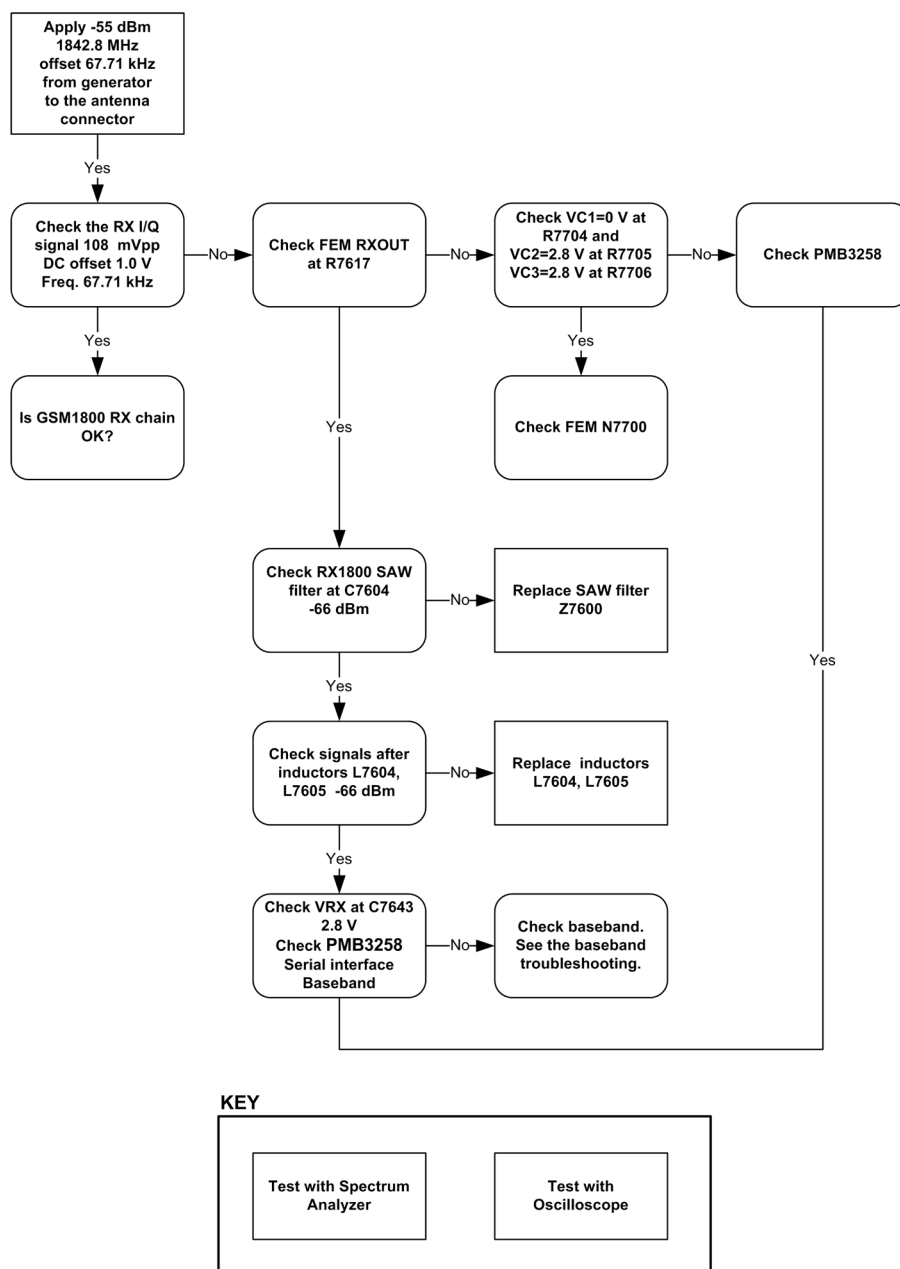 Apply -55 dBm
1842.8 MHz
offset 67.71 kHz
from generator
to the antenna
connector
Yes
Check the RX I/Q
signal 108 mVpp
DC offset 1.0 V
Freq. 67.71 kHz
No
Check FEM RXOUT
at R7617
No
Check VC1=0 V at
R7704 and
VC2=2.8 V at R7705
VC3=2.8 V at R7706
No
Check PMB3258
Yes
Yes
Is GSM1800 RX chain
OK?
Yes
Check FEM N7700
Check RX1800 SAW
filter at C7604
-66 dBm
No
Replace SAW filter
Z7600
Yes
Yes
Check signals after
inductors L7604,
L7605 -66 dBm
No
Replace inductors
L7604, L7605
Yes
Check VRX at C7643
2.8 V
Check PMB3258
Serial interface
Baseband
No
Check baseband.
See the baseband
troubleshooting.
KEY
Test with Spectrum
Analyzer
Test with
Oscilloscope